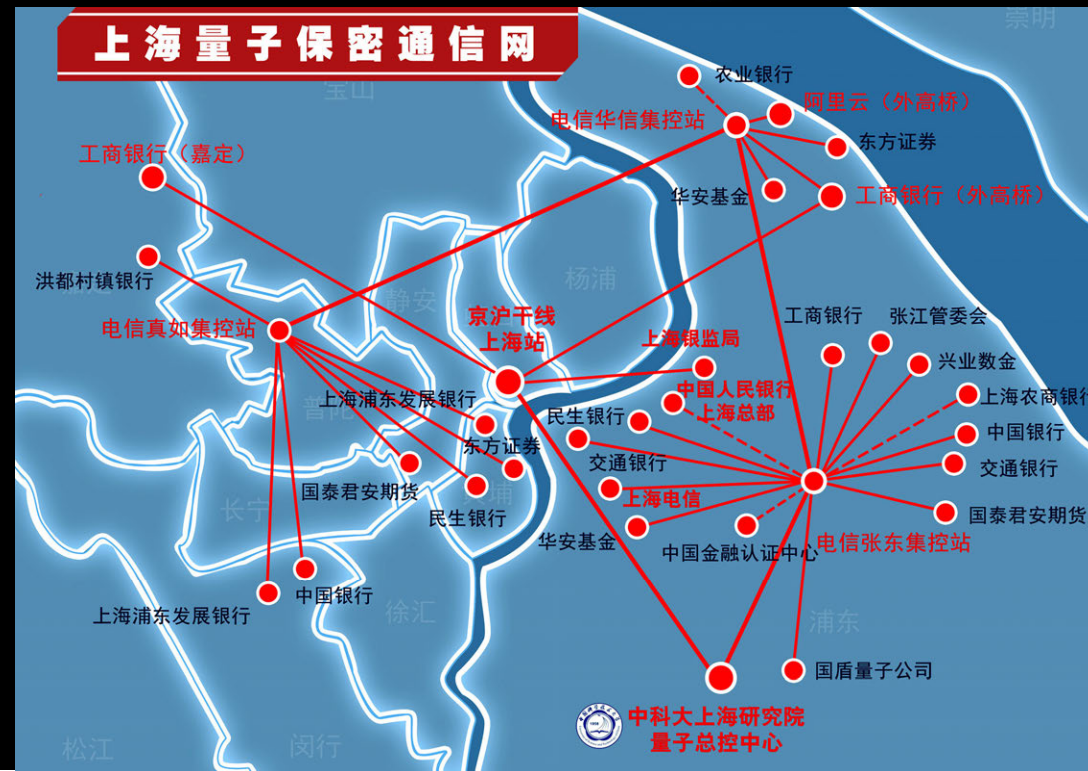 上海量子保密通信网
崇明
宝山
农业银行
阿里云（外高桥）
电信华信集控站
东方证券
工商银行（嘉定）
华安基金
工商银行（外高桥）
洪都村镇银行
杨浦
静安
电信真如集控站
京沪干线
上海站
工商银行
张江管委会
上海银监局
兴业数金
中国人民银行
上海总部
上海农商银行
上海浦东发展银行
普陀
民生银行
中国银行
东方证券
交通银行
交通银行
国泰君安期货
上海电信
长宁
黄埔
民生银行
国泰君安期货
华安基金
中国金融认证中心
电信张东集控站
中国银行
上海浦东发展银行
徐汇
浦东
国盾量子公司
中科大上海研究院
量子总控中心
松江
闵行